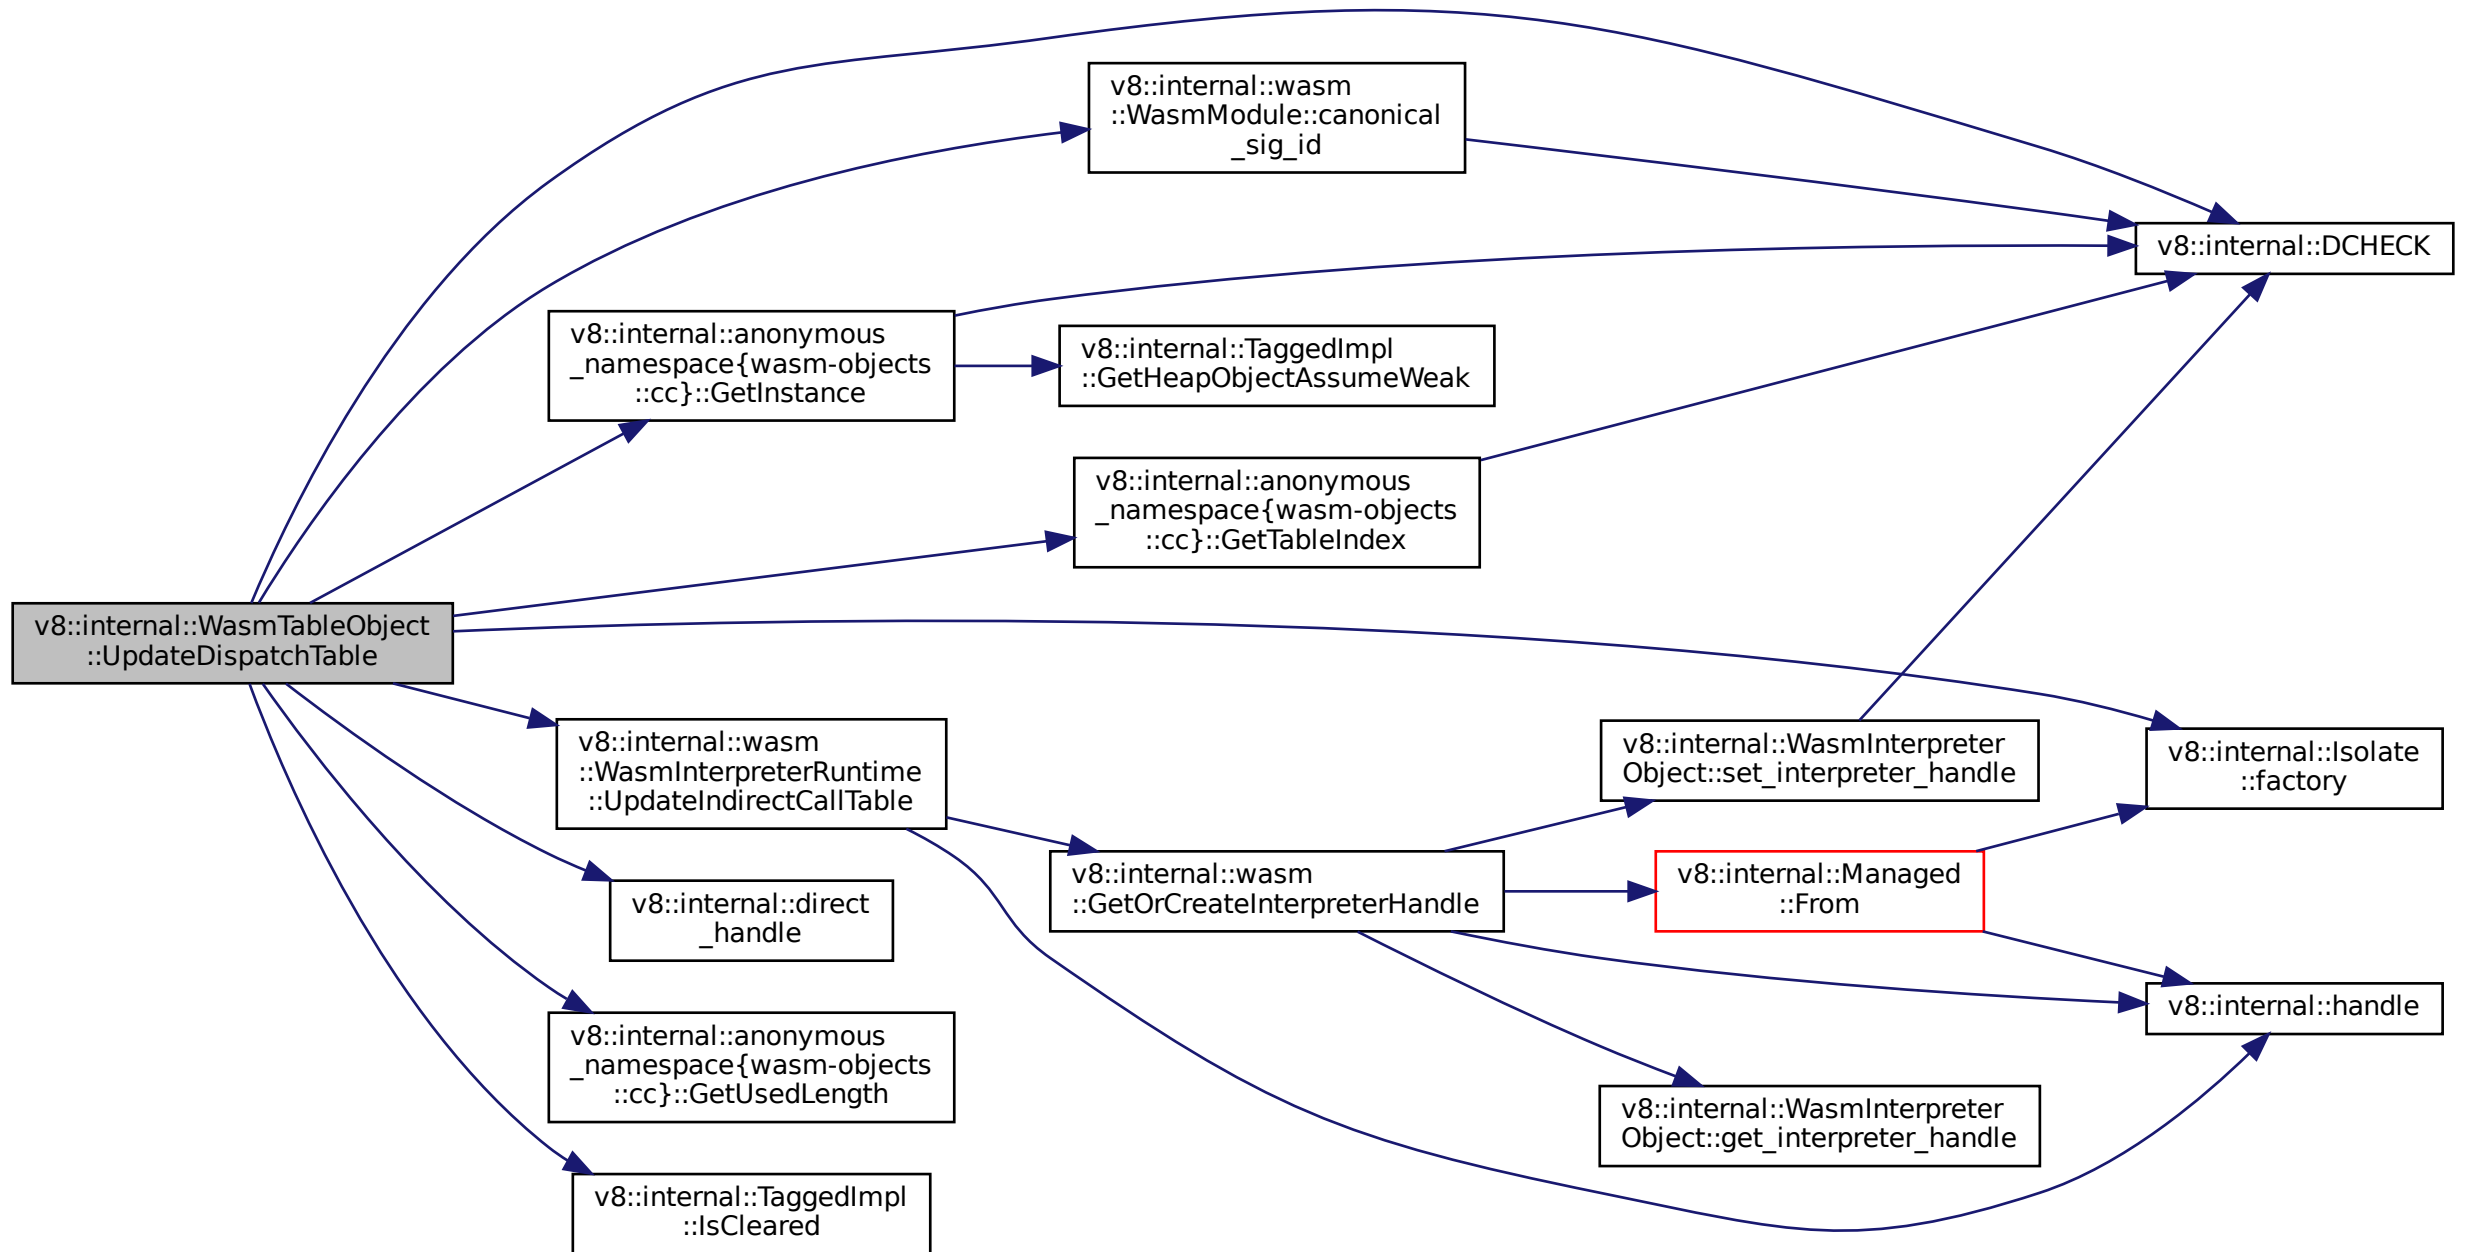 v8::internal::wasm
::WasmModule::canonical
_sig_id
v8::internal::DCHECK
v8::internal::anonymous
_namespace{wasm-objects
::cc}::GetInstance
v8::internal::TaggedImpl
::GetHeapObjectAssumeWeak
v8::internal::anonymous
_namespace{wasm-objects
::cc}::GetTableIndex
v8::internal::WasmTableObject
::UpdateDispatchTable
v8::internal::wasm
::WasmInterpreterRuntime
::UpdateIndirectCallTable
v8::internal::WasmInterpreter
Object::set_interpreter_handle
v8::internal::Isolate
::factory
v8::internal::wasm
::GetOrCreateInterpreterHandle
v8::internal::Managed
::From
v8::internal::direct
_handle
v8::internal::handle
v8::internal::anonymous
_namespace{wasm-objects
::cc}::GetUsedLength
v8::internal::WasmInterpreter
Object::get_interpreter_handle
v8::internal::TaggedImpl
::IsCleared